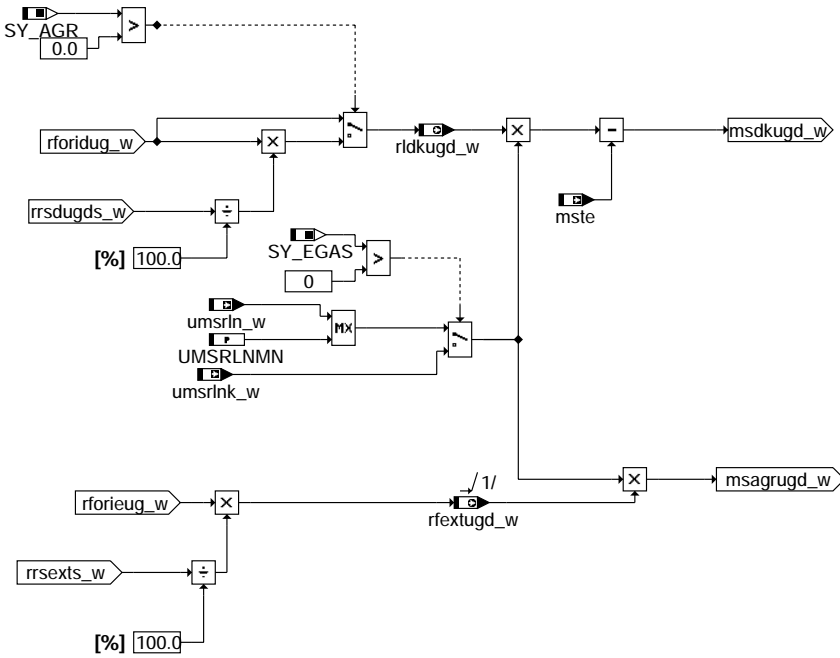 SY_AGR
>
0.0
rforidug_w
×
rldkugd_w
×
-
msdkugd_w
rrsdugds_w
÷
mste
[%] 100.0
SY_EGAS
>
0
umsrln_w
MX
P
UMSRLNMN
umsrlnk_w
/ 1/
rforieug_w
×
rfextugd_w
×
msagrugd_w
rrsexts_w
÷
[%] 100.0